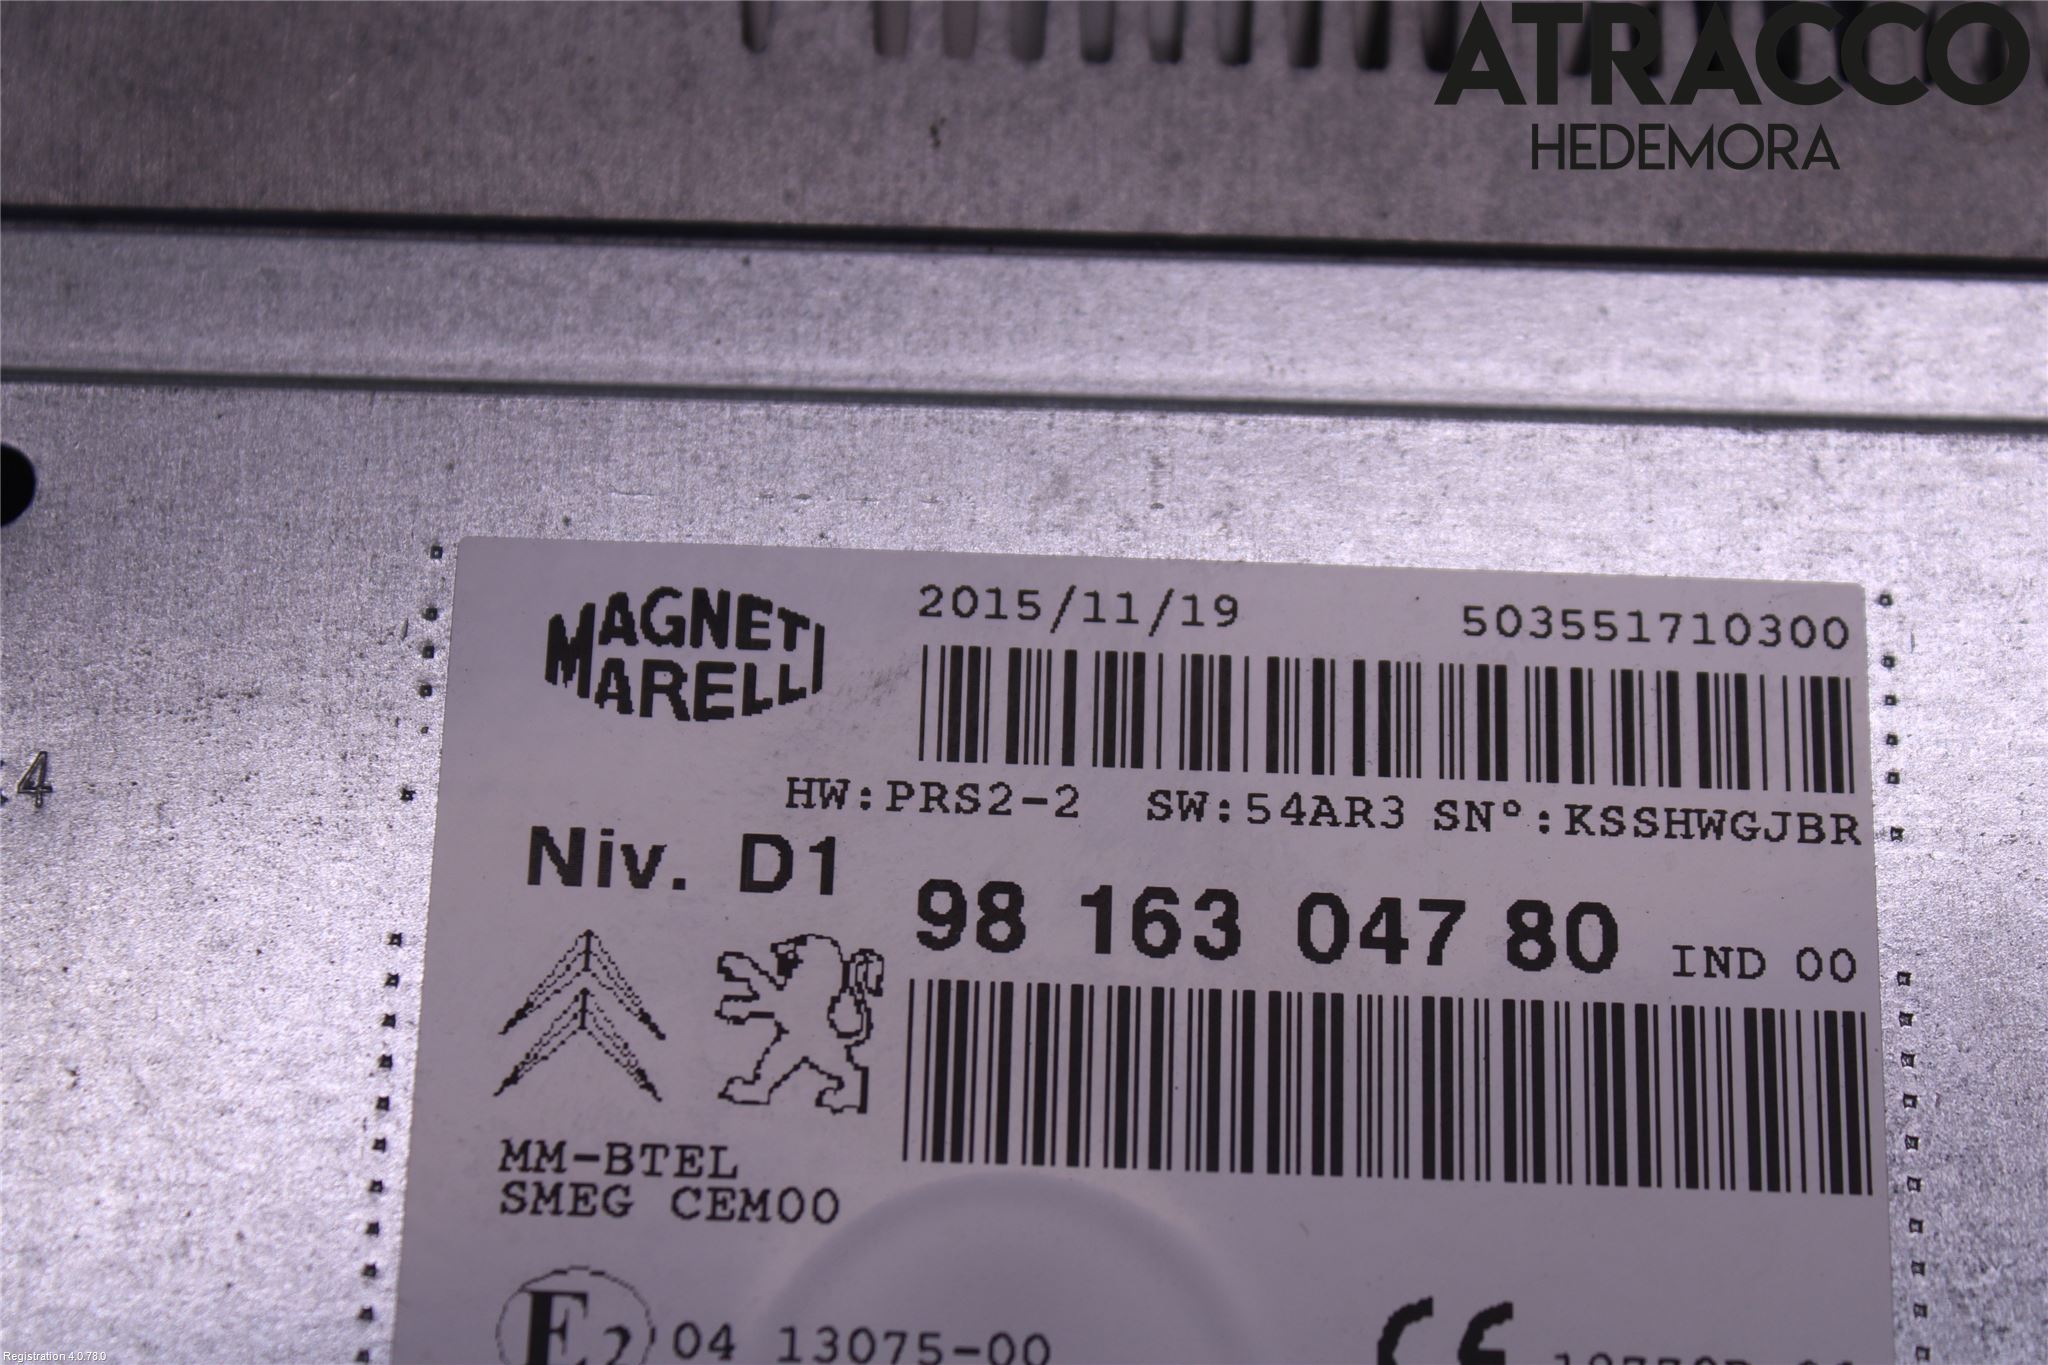 ATRACCO
HEDEMORA
MAGNETI
MARELLI
2015/11/19 503551710300
HW:PRS2-2 SW:54AR3 SN°:KSSHWGJBR
Niv. D1
98 163 047 80 IND 00
MM-BTEL
SMEG CEM00
E2 04 13075-00
CE
4
Registration 4.0.78.0